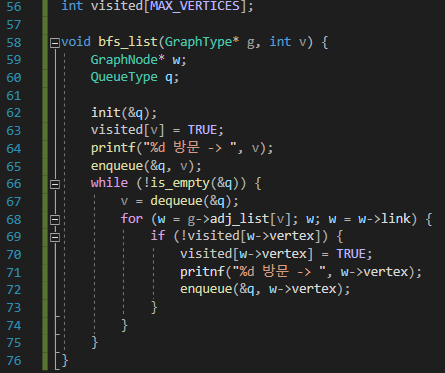 56 int visited[MAX_VERTICES];
57
58 void bfs_list(GraphType* g, int v) {
59 GraphNode* w;
60 QueueType q;
61
62 init(&q);
63 visited[v] = TRUE;
64 printf("%d 방문 -> ", v);
65 enqueue(&q, v);
66 while (!is_empty(&q)) {
67 v = dequeue(&q);
68 for (w = g->adj_list[v]; w; w = w->link) {
69 if (!visited[w->vertex]) {
70 visited[w->vertex] = TRUE;
71 pritnf("%d 방문 -> ", w->vertex);
72 enqueue(&q, w->vertex);
73 }
74 }
75 }
76 }